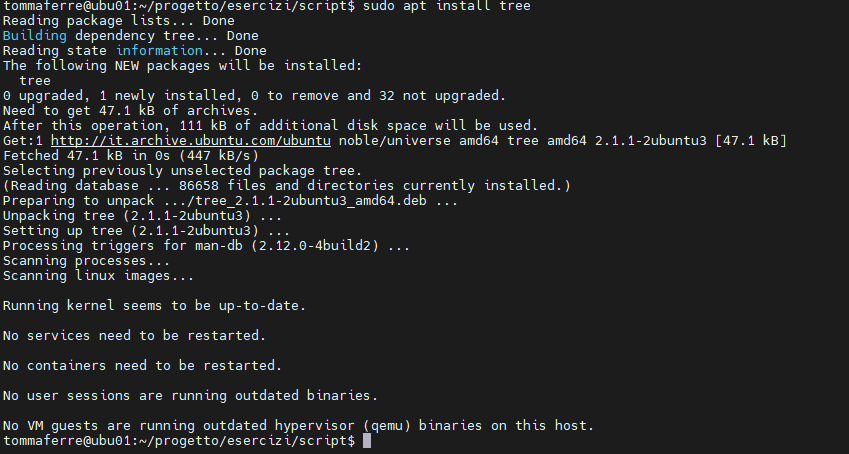 tommaferre@ubu01:~/progetto/esercizi/script$ sudo apt install tree
Reading package lists... Done
Building dependency tree... Done
Reading state information... Done
The following NEW packages will be installed:
  tree
0 upgraded, 1 newly installed, 0 to remove and 32 not upgraded.
Need to get 47.1 kB of archives.
After this operation, 111 kB of additional disk space will be used.
Get:1 http://it.archive.ubuntu.com/ubuntu noble/universe amd64 tree amd64 2.1.1-2ubuntu3 [47.1 kB]
Fetched 47.1 kB in 0s (447 kB/s)
Selecting previously unselected package tree.
(Reading database ... 86658 files and directories currently installed.)
Preparing to unpack .../tree_2.1.1-2ubuntu3_amd64.deb ...
Unpacking tree (2.1.1-2ubuntu3) ...
Setting up tree (2.1.1-2ubuntu3) ...
Processing triggers for man-db (2.12.0-4build2) ...
Scanning processes...
Scanning linux images...

Running kernel seems to be up-to-date.

No services need to be restarted.

No containers need to be restarted.

No user sessions are running outdated binaries.

No VM guests are running outdated hypervisor (qemu) binaries on this host.
tommaferre@ubu01:~/progetto/esercizi/script$